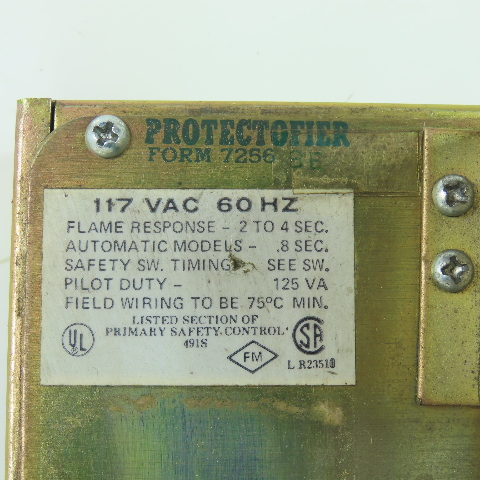 PROTECTOFIER
FORM 7256 BB
117 VAC 60 HZ
FLAME RESPONSE - 2 TO 4 SEC.
AUTOMATIC MODELS - .8 SEC.
SAFETY SW. TIMING SEE SW.
PILOT DUTY - 125 VA
FIELD WIRING TO BE 75°C MIN.
LISTED SECTION OF
PRIMARY SAFETY CONTROL
491S
UL
FM
SA
LR23510